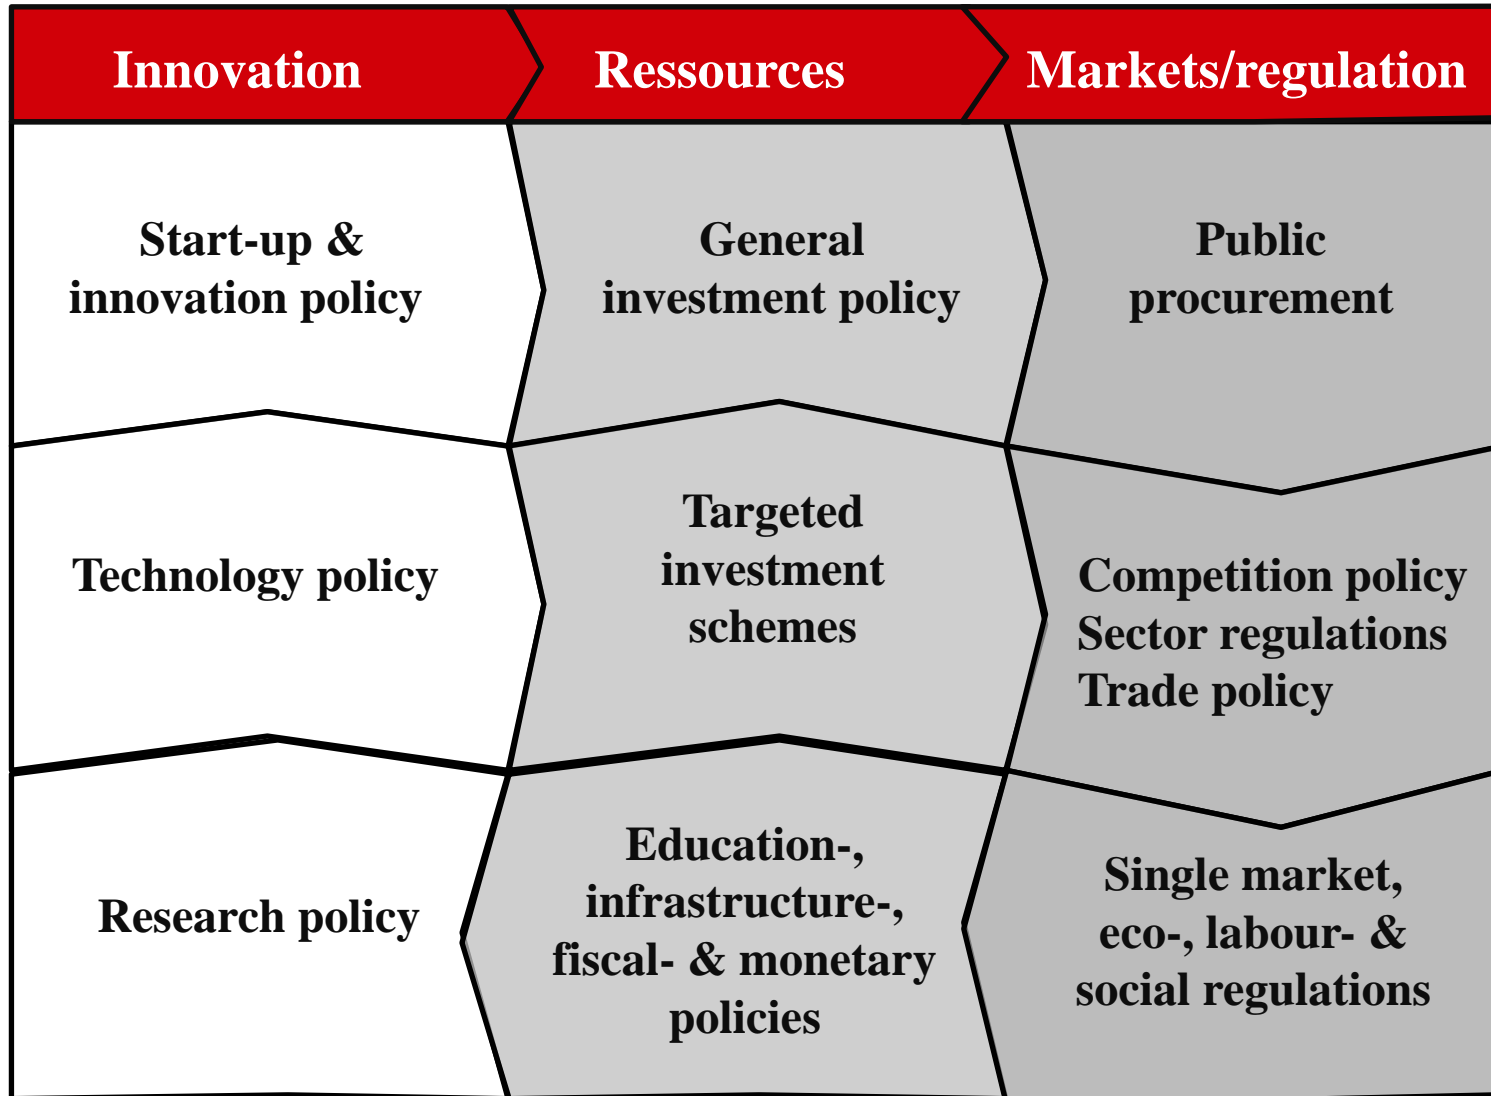 Innovation
Ressources
Markets/regulation
Start-up &
innovation policy
General
investment policy
Public
procurement
Technology policy
Targeted
investment
schemes
Competition policy
Sector regulations
Trade policy
Research policy
Education-,
infrastructure-,
fiscal- & monetary
policies
Single market,
eco-, labour- &
social regulations